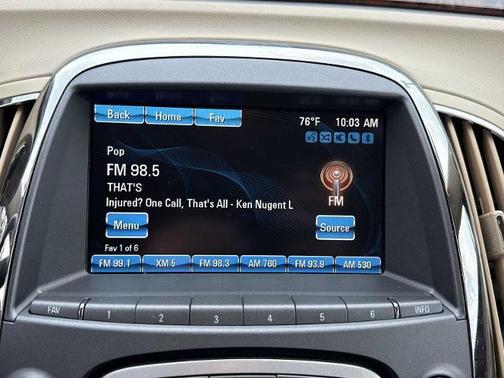 Back Home Fav 76°F 10:03 AM
Pop
FM 98.5
THAT'S
Injured? One Call, That's All - Ken Nugent L
FM
Menu Source
Fav 1 of 6
FM 99.1 XM 5 FM 98.3 AM 760 FM 93.9 AM 530
FAV 1 2 3 4 5 6 INFO